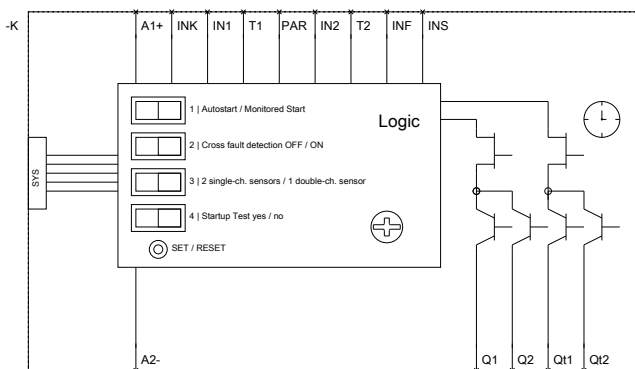 -K
A1+ INK IN1 T1 PAR IN2 T2 INF INS
1 | Autostart / Monitored Start
Logic
2 | Cross fault detection OFF / ON
SYS
3 | 2 single-ch. sensors / 1 double-ch. sensor
4 | Startup Test yes / no
SET / RESET
A2- Q1 Q2 Qt1 Qt2